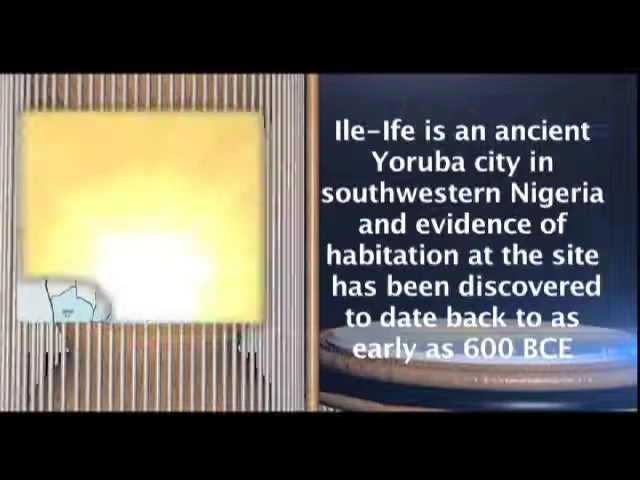 Ile-Ife is an ancient
Yoruba city in
southwestern Nigeria
and evidence of
habitation at the site
has been discovered
to date back to as
early as 600 BCE